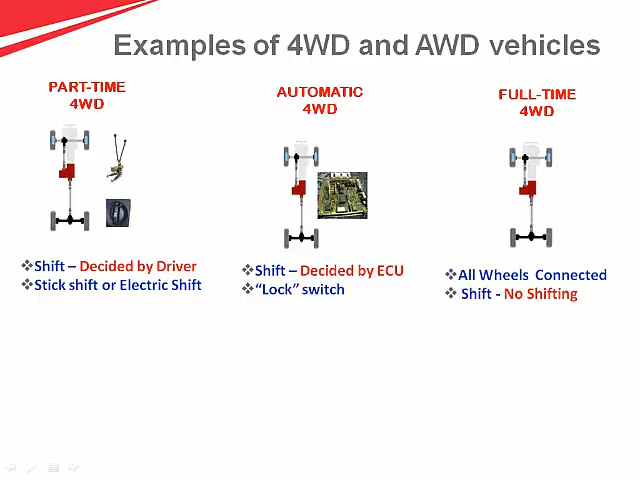 Examples of 4WD and AWD vehicles
PART-TIME
4WD
❖Shift – Decided by Driver
❖Stick shift or Electric Shift
AUTOMATIC
4WD
❖Shift – Decided by ECU
❖“Lock” switch
FULL-TIME
4WD
❖All Wheels Connected
❖ Shift - No Shifting